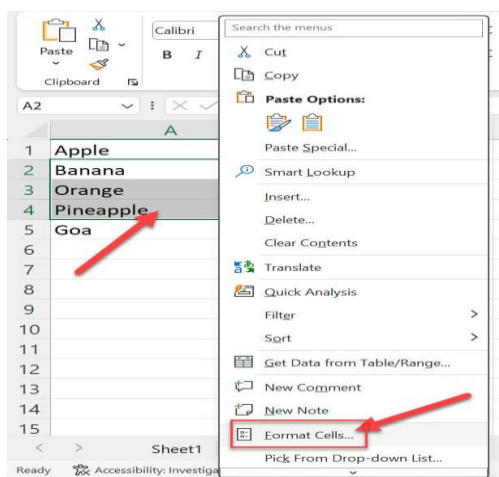 Calibri
Paste
B I
Clipboard
A2
A
1 Apple
2 Banana
3 Orange
4 Pineapple
5 Goa
6
7
8
9
10
11
12
13
14
15
Sheet1
Ready Accessibility: Investiga
Search the menus
Cut
Copy
Paste Options:
Paste Special...
Smart Lookup
Insert...
Delete...
Clear Contents
Translate
Quick Analysis
Filter >
Sort >
Get Data from Table/Range...
New Comment
New Note
Format Cells...
Pick From Drop-down List...